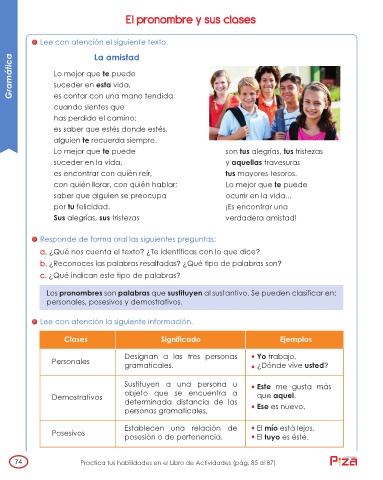 El pronombre y sus clases
Gramática
Lee con atención el siguiente texto.
La amistad
Lo mejor que te puede
suceder en esta vida,
es contar con una mano tendida
cuando sientes que
has perdido el camino;
es saber que estés donde estés,
alguien te recuerda siempre.
Lo mejor que te puede
suceder en la vida,
es encontrar con quién reír,
con quién llorar, con quién hablar;
saber que alguien se preocupa
por tu felicidad.
Sus alegrías, sus tristezas
son tus alegrías, tus tristezas
y aquellas travesuras
tus mayores tesoros.
Lo mejor que te puede
ocurrir en la vida...
¡Es encontrar una
verdadera amistad!
Responde de forma oral las siguientes preguntas:
a. ¿Qué nos cuenta el texto? ¿Te identificas con lo que dice?
b. ¿Reconoces las palabras resaltadas? ¿Qué tipo de palabras son?
c. ¿Qué indican este tipo de palabras?
Los pronombres son palabras que sustituyen al sustantivo. Se pueden clasificar en:
personales, posesivos y demostrativos.
Lee con atención la siguiente información.
Clases Significado Ejemplos
Personales
Designan a las tres personas
gramaticales.
• Yo trabajo.
• ¿Dónde vive usted?
Demostrativos
Sustituyen a una persona u
objeto que se encuentra a
determinada distancia de las
personas gramaticales.
• Este me gusta más
que aquel.
• Ese es nuevo.
Posesivos
Establecen una relación de
posesión o de pertenencia.
• El mío está lejos.
• El tuyo es éste.
74
Practica tus habilidades en el Libro de Actividades (pág. 85 al 87)
Piza